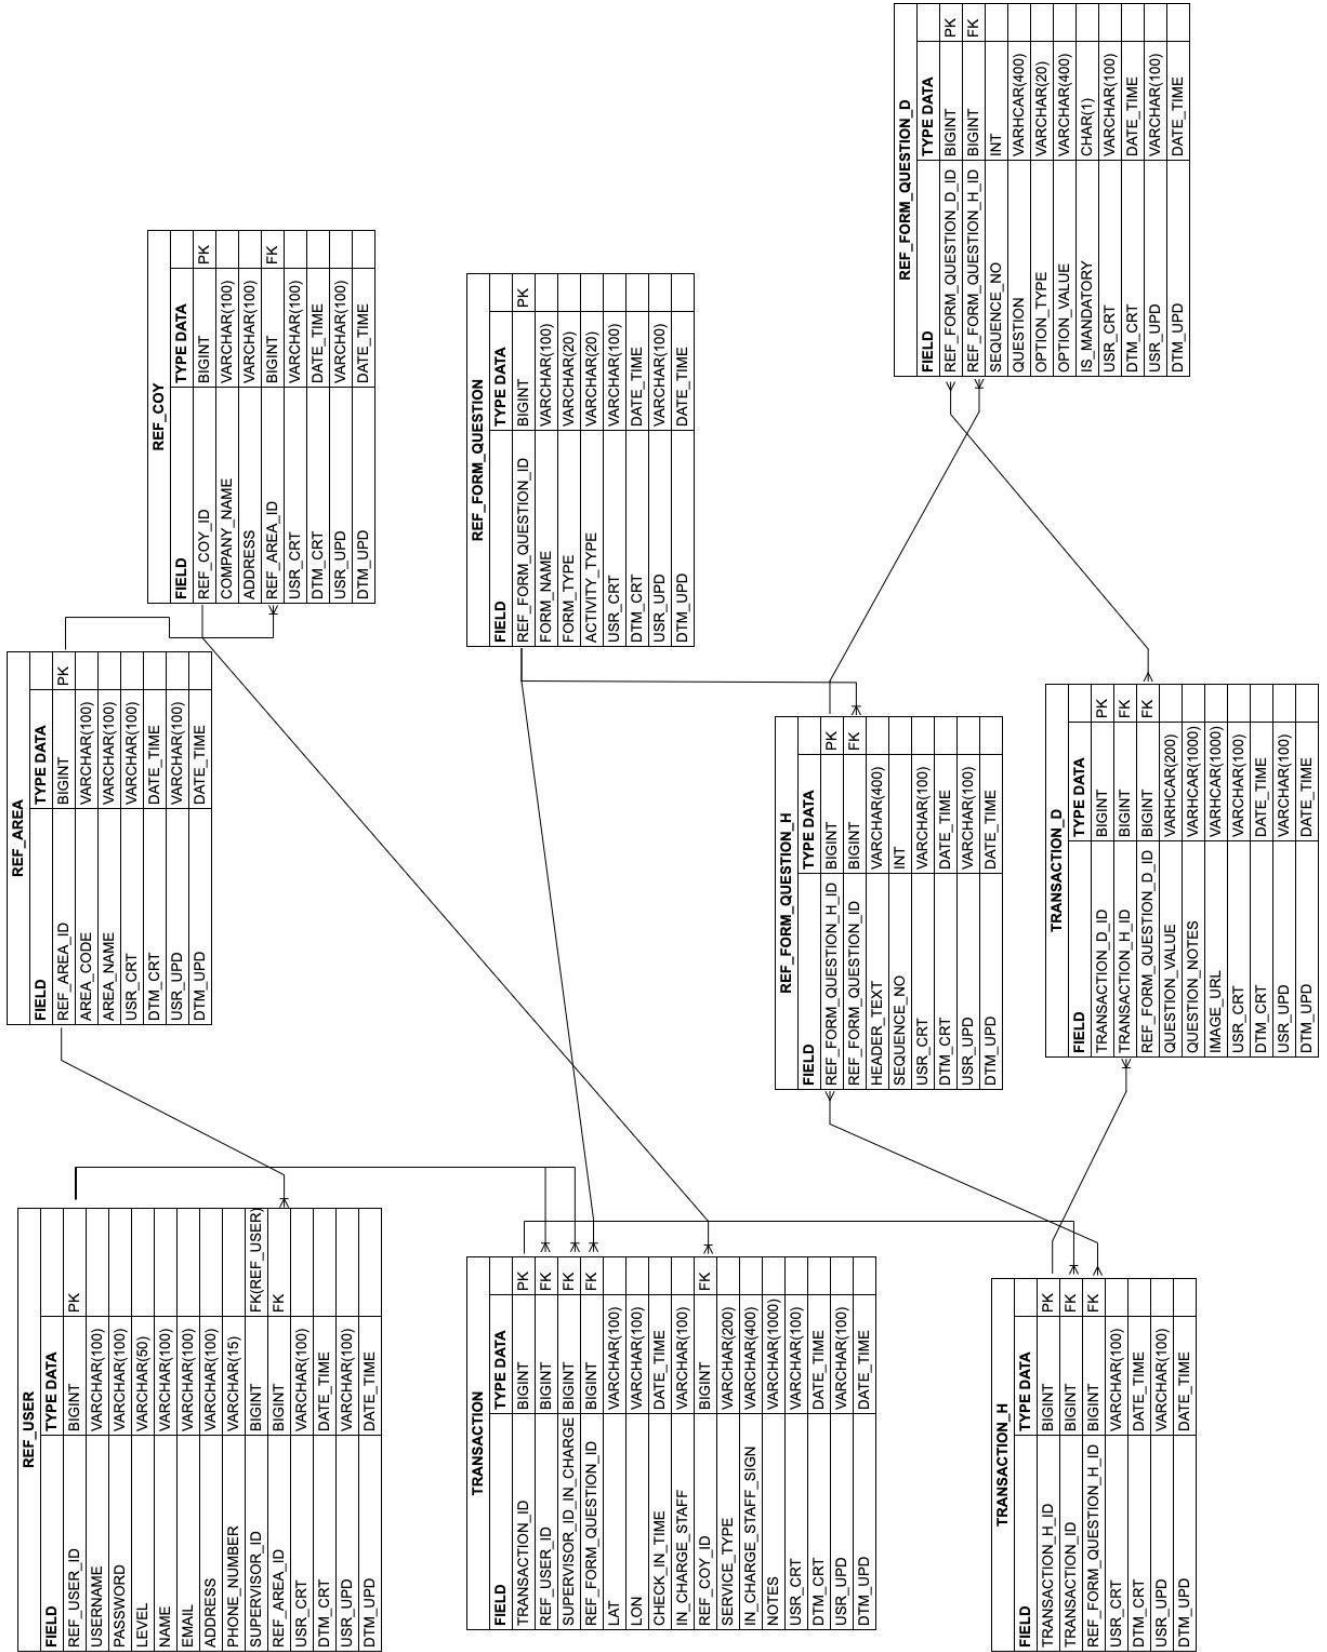 REF_USER
FIELD TYPE DATA
REF_USER_ID BIGINT PK
USERNAME VARCHAR(100)
PASSWORD VARCHAR(100)
LEVEL VARCHAR(50)
NAME VARCHAR(100)
EMAIL VARCHAR(100)
ADDRESS VARCHAR(100)
PHONE_NUMBER VARCHAR(15)
SUPERVISOR_ID BIGINT FK(REF_USER)
REF_AREA_ID BIGINT FK
USR_CRT VARCHAR(100)
DTM_CRT DATE_TIME
USR_UPD VARCHAR(100)
DTM_UPD DATE_TIME
REF_AREA
FIELD TYPE DATA
REF_AREA_ID BIGINT PK
AREA_CODE VARCHAR(100)
AREA_NAME VARCHAR(100)
USR_CRT VARCHAR(100)
DTM_CRT DATE_TIME
USR_UPD VARCHAR(100)
DTM_UPD DATE_TIME
REF_COY
FIELD TYPE DATA
REF_COY_ID BIGINT PK
COMPANY_NAME VARCHAR(100)
ADDRESS VARCHAR(100)
REF_AREA_ID BIGINT FK
USR_CRT VARCHAR(100)
DTM_CRT DATE_TIME
USR_UPD VARCHAR(100)
DTM_UPD DATE_TIME
TRANSACTION
FIELD TYPE DATA
TRANSACTION_ID BIGINT PK
REF_USER_ID BIGINT FK
SUPERVISOR_ID_IN_CHARGE BIGINT FK
REF_FORM_QUESTION_ID BIGINT FK
LAT VARCHAR(100)
LON VARCHAR(100)
CHECK_IN_TIME DATE_TIME
IN_CHARGE_STAFF VARCHAR(100)
REF_COY_ID BIGINT FK
SERVICE_TYPE VARCHAR(200)
IN_CHARGE_STAFF_SIGN VARCHAR(400)
NOTES VARCHAR(1000)
USR_CRT VARCHAR(100)
DTM_CRT DATE_TIME
USR_UPD VARCHAR(100)
DTM_UPD DATE_TIME
REF_FORM_QUESTION
FIELD TYPE DATA
REF_FORM_QUESTION_ID BIGINT PK
FORM_NAME VARCHAR(100)
FORM_TYPE VARCHAR(20)
ACTIVITY_TYPE VARCHAR(20)
USR_CRT VARCHAR(100)
DTM_CRT DATE_TIME
USR_UPD VARCHAR(100)
DTM_UPD DATE_TIME
REF_FORM_QUESTION_H
FIELD TYPE DATA
REF_FORM_QUESTION_H_ID BIGINT PK
REF_FORM_QUESTION_ID BIGINT FK
HEADER_TEXT VARCHAR(400)
SEQUENCE_NO INT
USR_CRT VARCHAR(100)
DTM_CRT DATE_TIME
USR_UPD VARCHAR(100)
DTM_UPD DATE_TIME
REF_FORM_QUESTION_D
FIELD TYPE DATA
REF_FORM_QUESTION_D_ID BIGINT PK
REF_FORM_QUESTION_H_ID BIGINT FK
SEQUENCE_NO INT
QUESTION VARHCAR(400)
OPTION_TYPE VARCHAR(20)
OPTION_VALUE VARCHAR(400)
IS_MANDATORY CHAR(1)
USR_CRT VARCHAR(100)
DTM_CRT DATE_TIME
USR_UPD VARCHAR(100)
DTM_UPD DATE_TIME
TRANSACTION_H
FIELD TYPE DATA
TRANSACTION_H_ID BIGINT PK
TRANSACTION_ID BIGINT FK
REF_FORM_QUESTION_H_ID BIGINT FK
USR_CRT VARCHAR(100)
DTM_CRT DATE_TIME
USR_UPD VARCHAR(100)
DTM_UPD DATE_TIME
TRANSACTION_D
FIELD TYPE DATA
TRANSACTION_D_ID BIGINT PK
TRANSACTION_H_ID BIGINT FK
REF_FORM_QUESTION_D_ID BIGINT FK
QUESTION_VALUE VARHCAR(200)
QUESTION_NOTES VARHCAR(1000)
IMAGE_URL VARHCAR(1000)
USR_CRT VARCHAR(100)
DTM_CRT DATE_TIME
USR_UPD VARCHAR(100)
DTM_UPD DATE_TIME